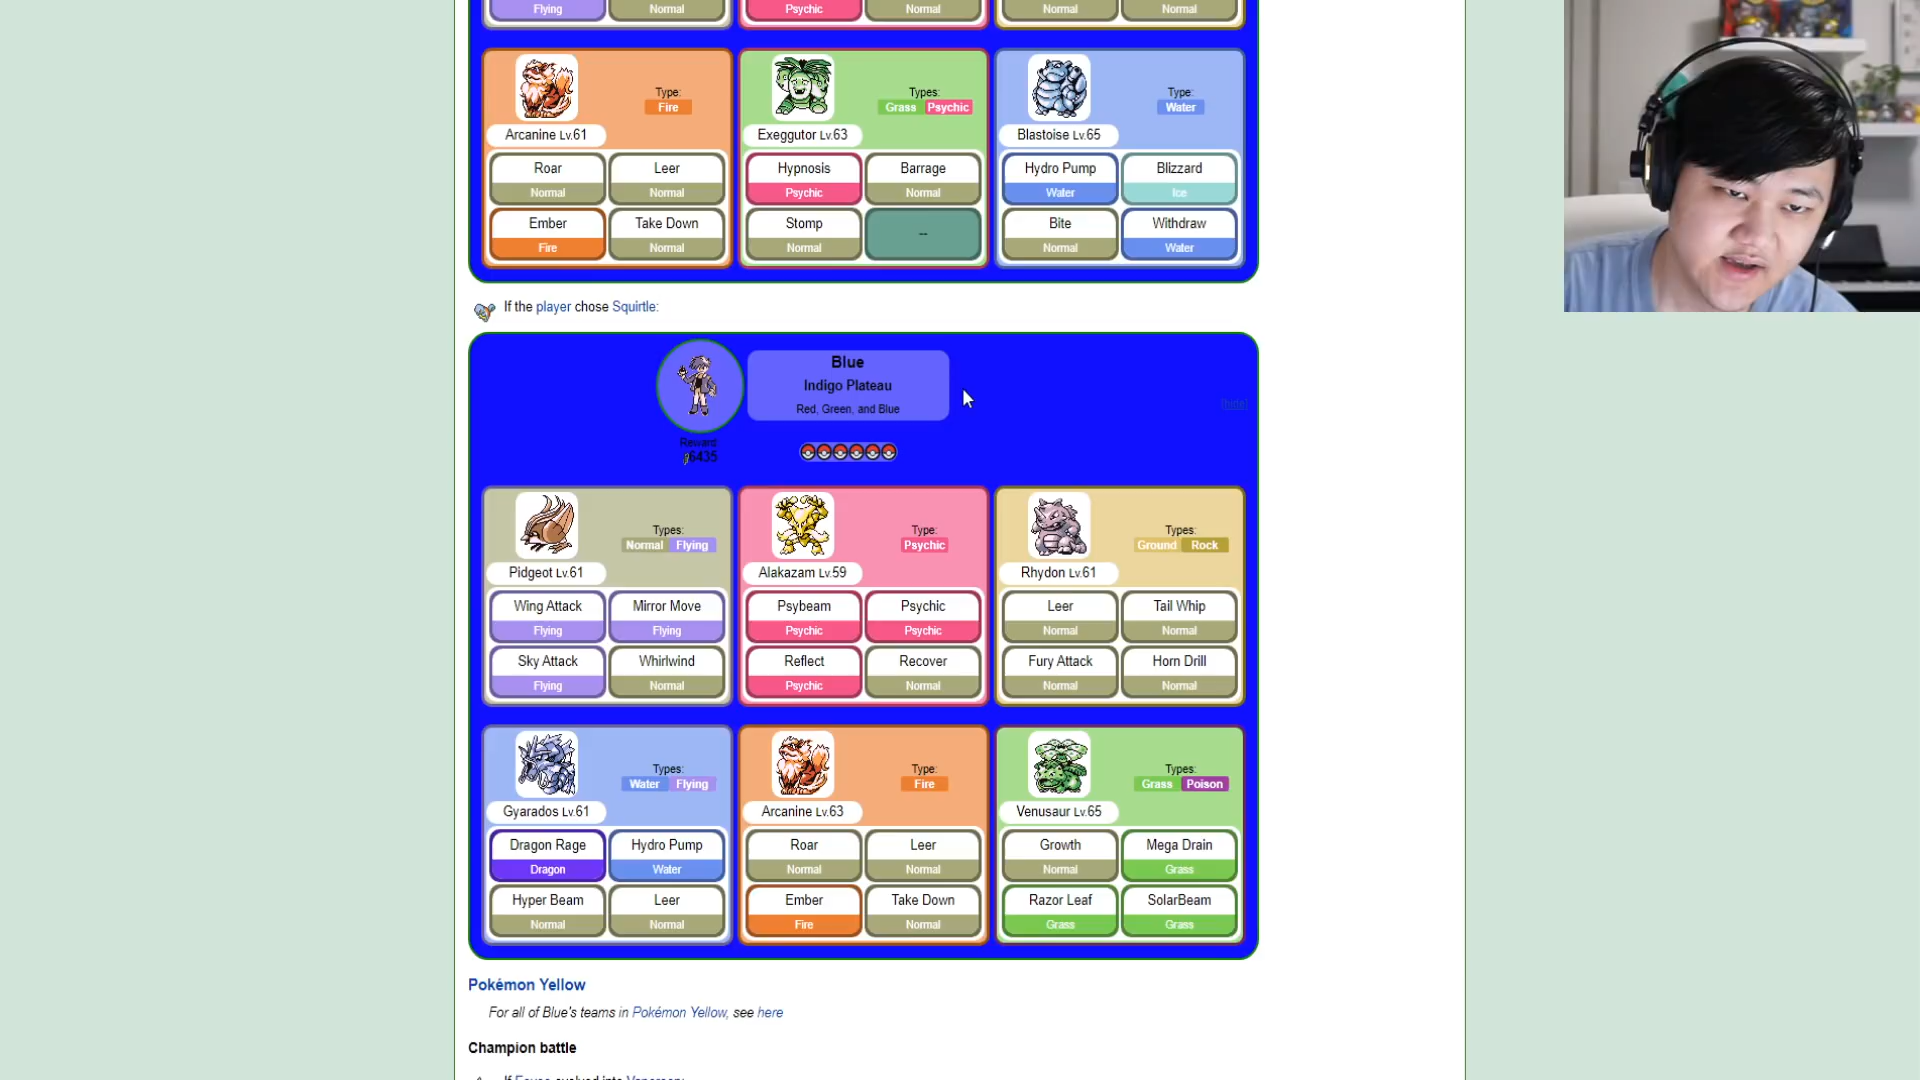 Flying Normal Psychic Normal Normal Normal
Type: Types: Type:
Fire Grass Psychic Water
Arcanine Lv.61 Exeggutor Lv.63 Blastoise Lv.65
Roar Leer Hypnosis Barrage Hydro Pump Blizzard
Normal Normal Psychic Normal Water Ice
Ember Take Down Stomp -- Bite Withdraw
Fire Normal Normal Normal Water
If the player chose Squirtle:
Blue
Indigo Plateau
Red, Green, and Blue
[hide]
Reward:
6435
Types: Type: Types:
Normal Flying Psychic Ground Rock
Pidgeot Lv.61 Alakazam Lv.59 Rhydon Lv.61
Wing Attack Mirror Move Psybeam Psychic Leer Tail Whip
Flying Flying Psychic Psychic Normal Normal
Sky Attack Whirlwind Reflect Recover Fury Attack Horn Drill
Flying Normal Psychic Normal Normal Normal
Types: Type: Types:
Water Flying Fire Grass Poison
Gyarados Lv.61 Arcanine Lv.63 Venusaur Lv.65
Dragon Rage Hydro Pump Roar Leer Growth Mega Drain
Dragon Water Normal Normal Normal Grass
Hyper Beam Leer Ember Take Down Razor Leaf SolarBeam
Normal Normal Fire Normal Grass Grass
Pokémon Yellow
For all of Blue's teams in Pokémon Yellow, see here
Champion battle
If Eevee evolved into Vaporeon: